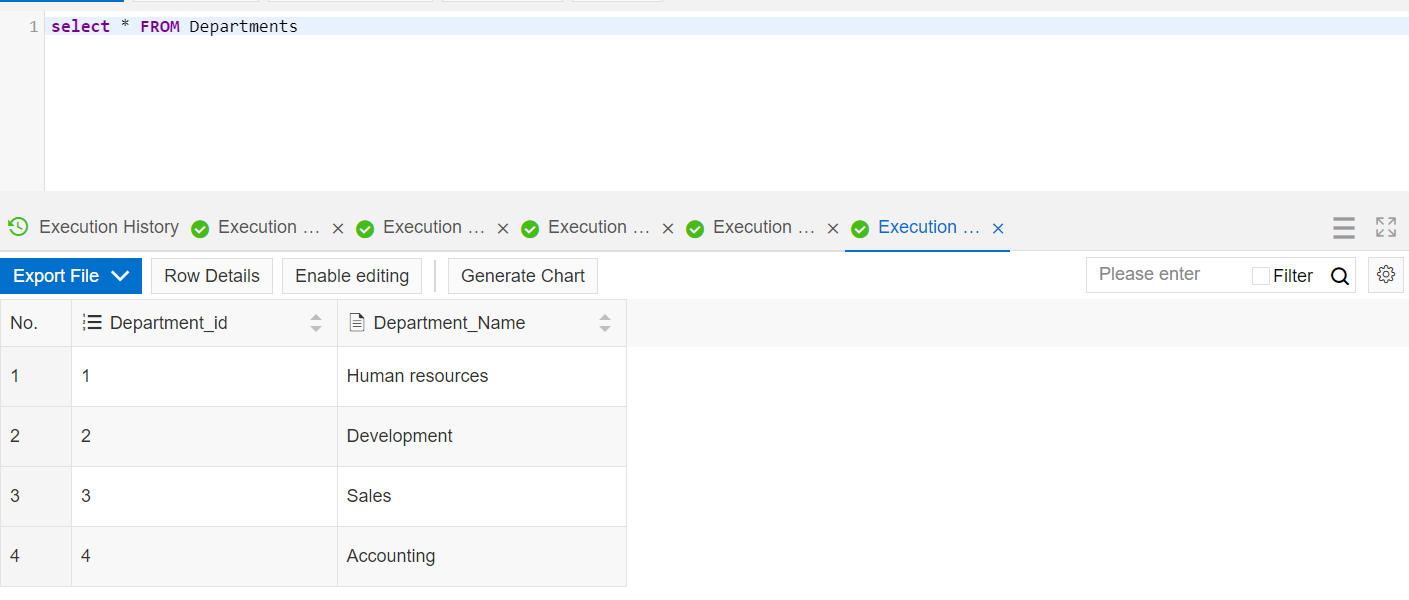 1 select * FROM Departments
Execution History Execution ... Execution ... Execution ... Execution ... Execution ...
Export File Row Details Enable editing Generate Chart Please enter Filter
No. Department_id Department_Name
1 1 Human resources
2 2 Development
3 3 Sales
4 4 Accounting